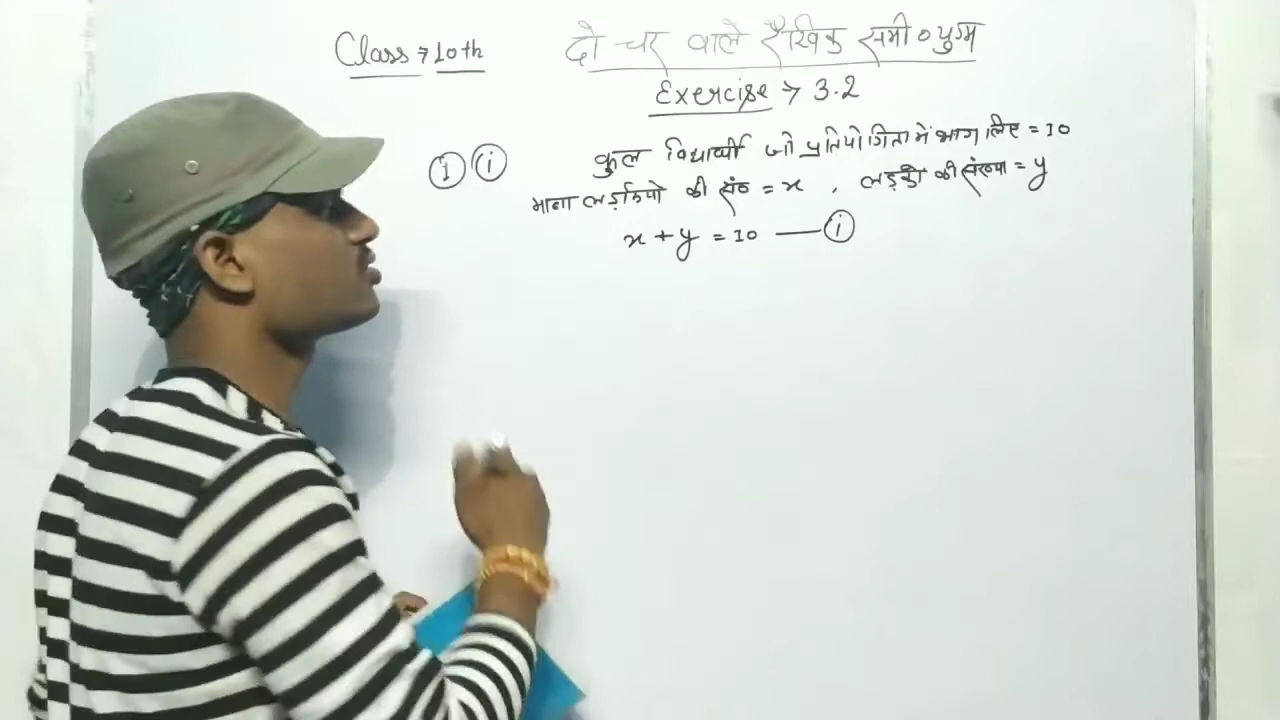 Class → 10th
दो चर वाले रैखिक समी० युग्म
Exercise → 3.2
① ⓘ कुल विद्यार्थी जो प्रतियोगिता में भाग लिए = 10
माना लड़कियो की सं० = x , लड़को की संख्या = y
x + y = 10 — ⓘ